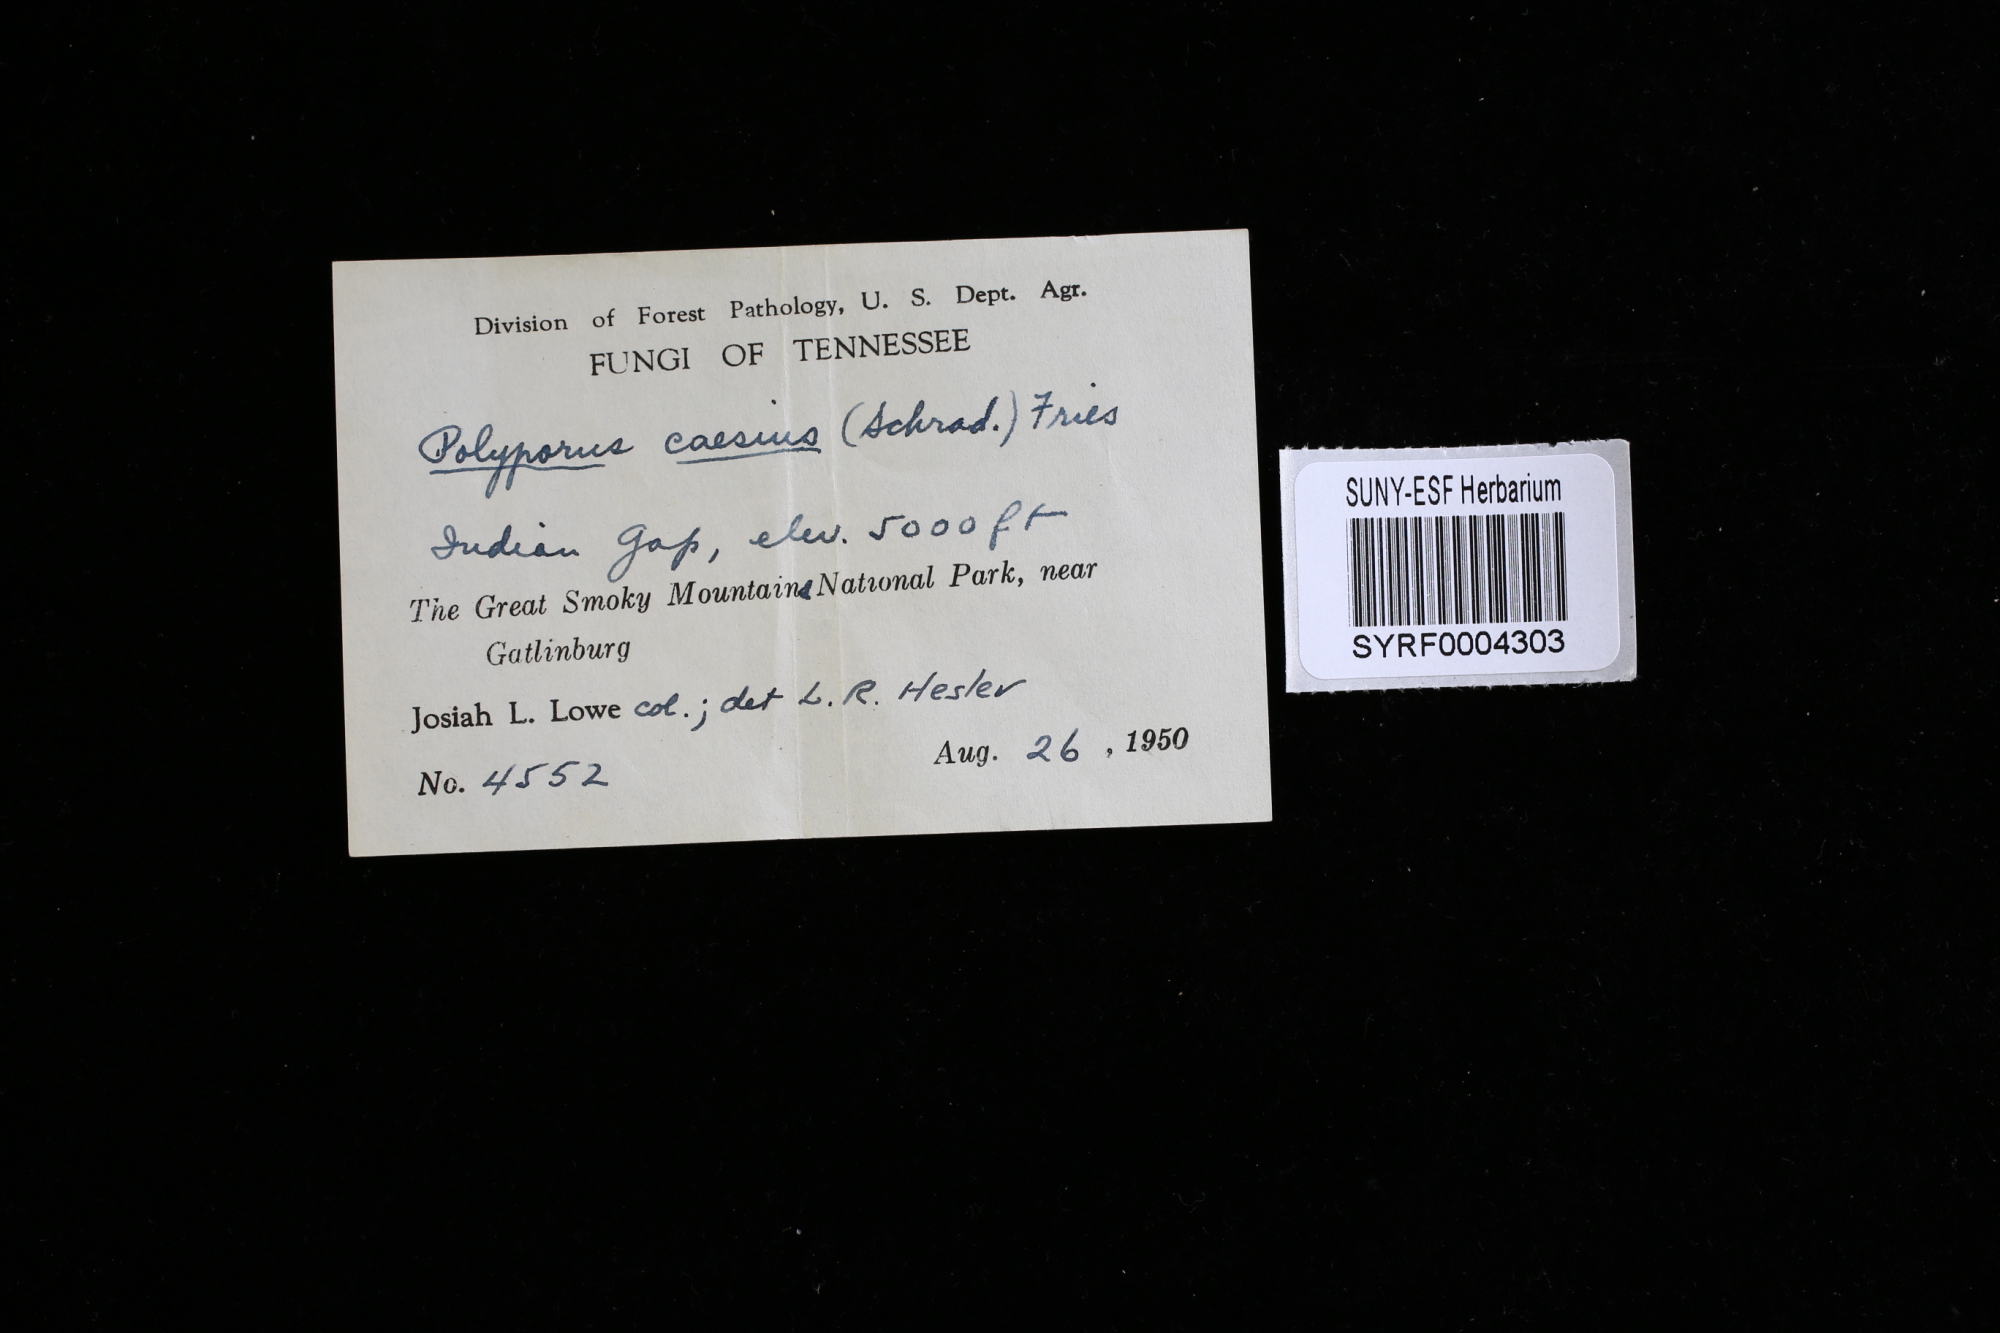 Division of Forest Pathology, U. S. Dept. Agr.
FUNGI OF TENNESSEE
Polyporus caesius (Schrad.) Fries
Indian Gap, elev. 5000 ft
The Great Smoky Mountains National Park, near
Gatlinburg
Josiah L. Lowe col.; det L. R. Hesler
No. 4552 Aug. 26, 1950
SUNY-ESF Herbarium
SYRF0004303